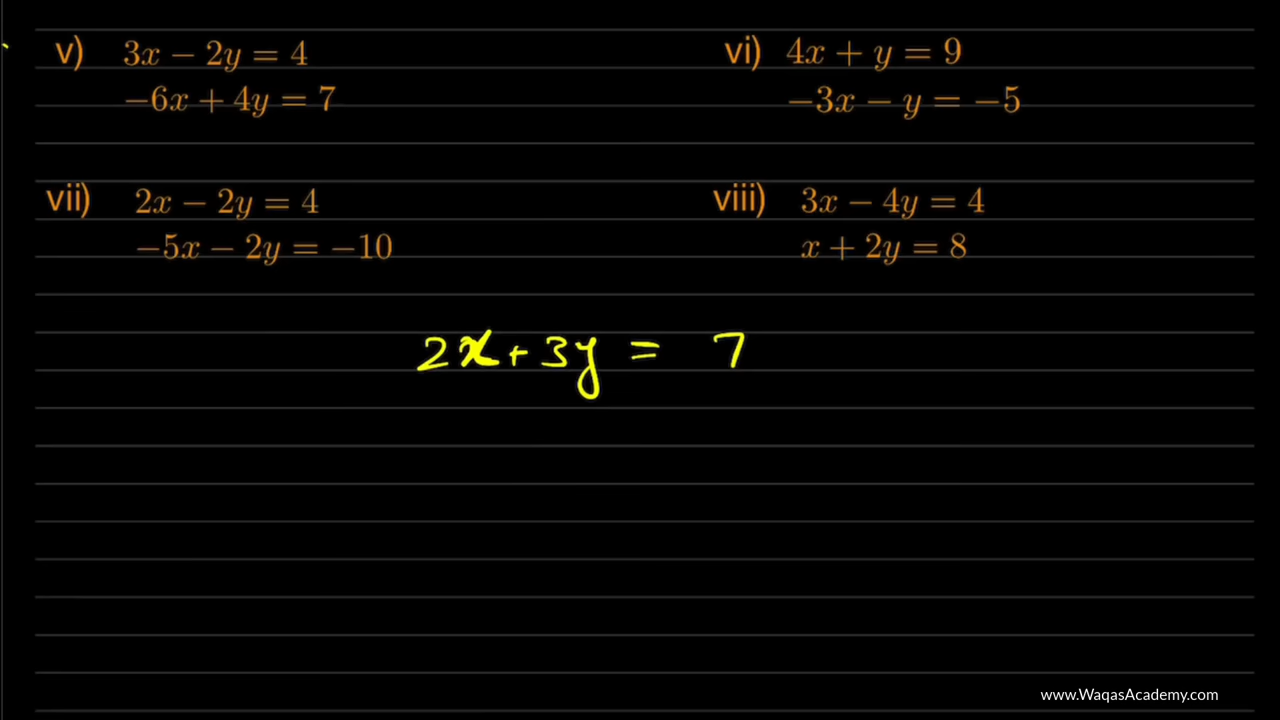 v) 3x − 2y = 4
−6x + 4y = 7
vi) 4x + y = 9
−3x − y = −5
vii) 2x − 2y = 4
−5x − 2y = −10
viii) 3x − 4y = 4
x + 2y = 8
2x + 3y = 7
www.WaqasAcademy.com